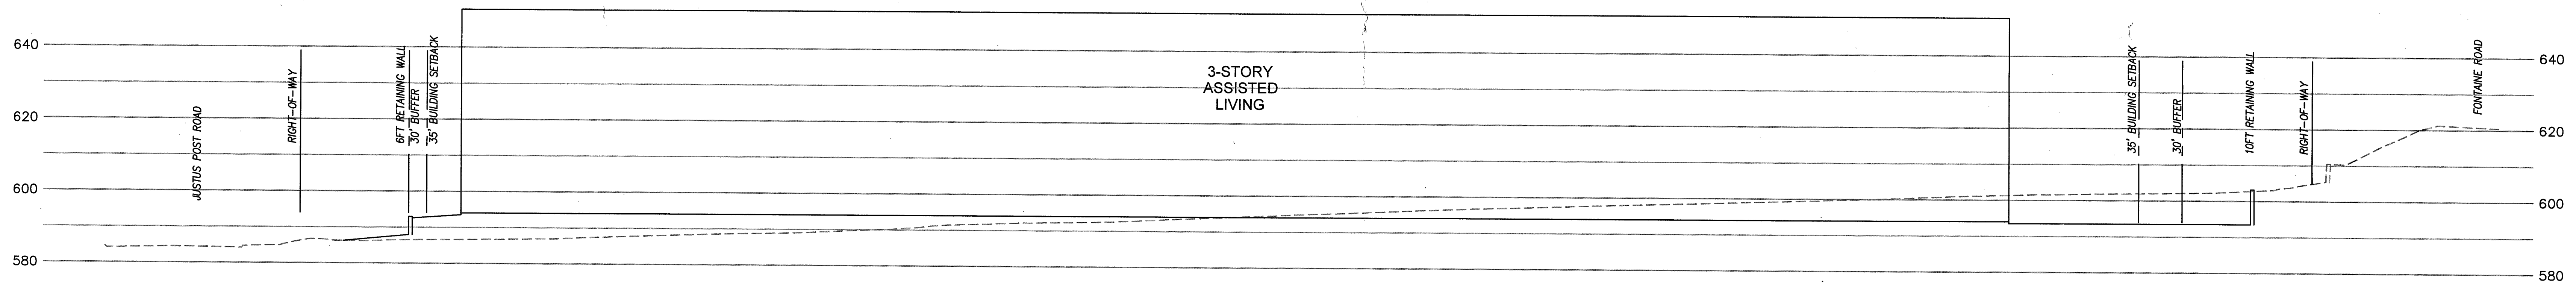 640
620
600
580
JUSTUS POST ROAD
RIGHT-OF-WAY
6FT RETAINING WALL
30' BUFFER
35' BUILDING SETBACK
3-STORY
ASSISTED
LIVING
35' BUILDING SETBACK
30' BUFFER
10FT RETAINING WALL
RIGHT-OF-WAY
FONTAINE ROAD
640
620
600
580